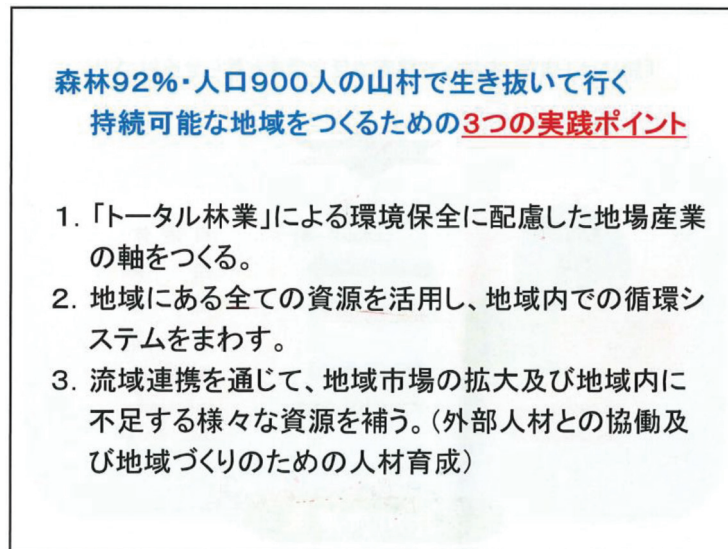 森林92%・人口900人の山村で生き抜いて行く
持続可能な地域をつくるための3つの実践ポイント
1. 「トータル林業」による環境保全に配慮した地場産業
の軸をつくる。
2. 地域にある全ての資源を活用し、地域内での循環シ
ステムをまわす。
3. 流域連携を通じて、地域市場の拡大及び地域内に
不足する様々な資源を補う。(外部人材との協働及
び地域づくりのための人材育成)